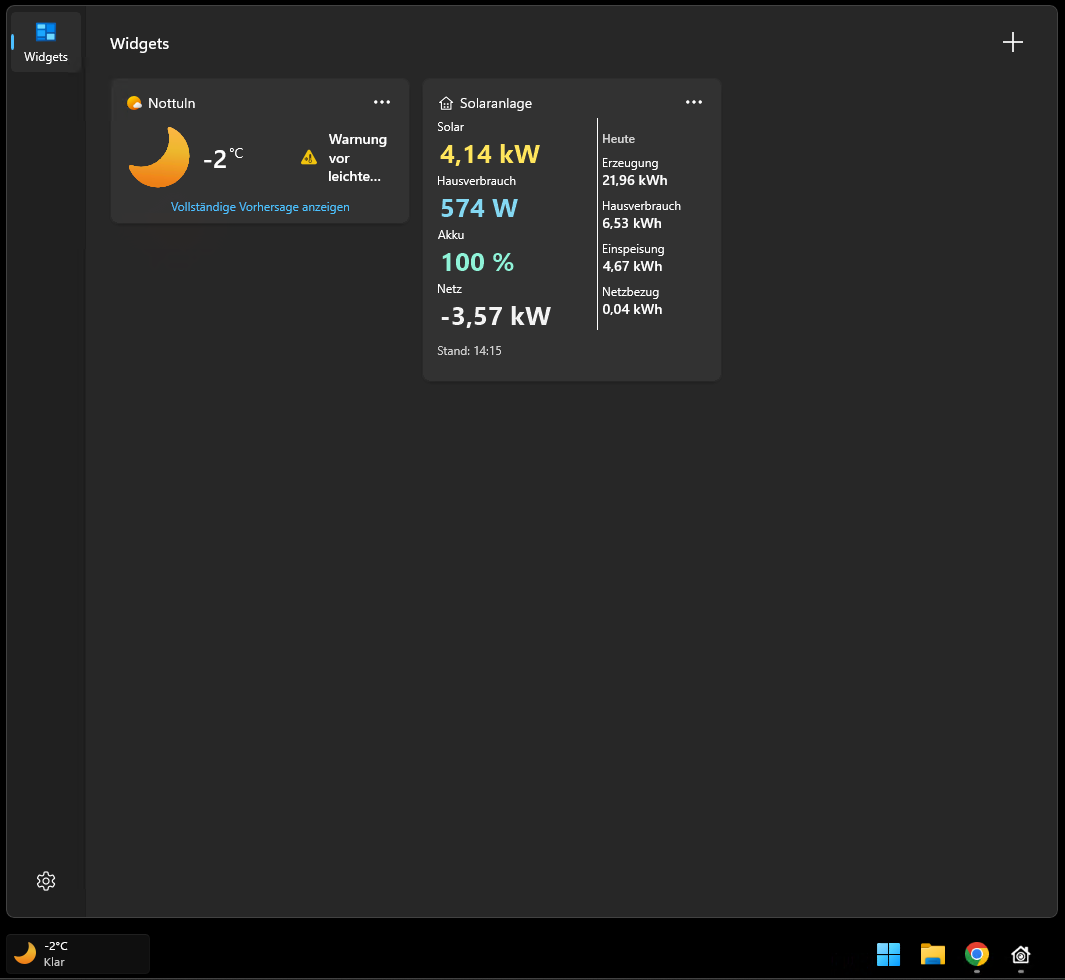 Widgets
Widgets
Nottuln
-2°C
Warnung
vor
leichte...
Vollständige Vorhersage anzeigen
Solaranlage
Solar
4,14 kW
Hausverbrauch
574 W
Akku
100 %
Netz
-3,57 kW
Stand: 14:15
Heute
Erzeugung
21,96 kWh
Hausverbrauch
6,53 kWh
Einspeisung
4,67 kWh
Netzbezug
0,04 kWh
-2°C
Klar